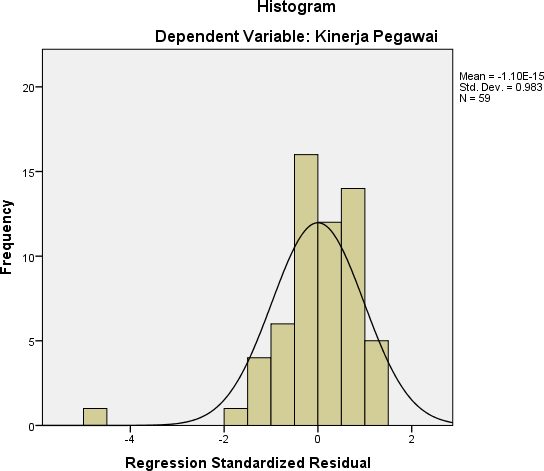 Histogram
Dependent Variable: Kinerja Pegawai
Mean = -1.10E-15
Std. Dev. = 0.983
N = 59
Frequency
20
15
10
5
0
-4
-2
0
2
Regression Standardized Residual